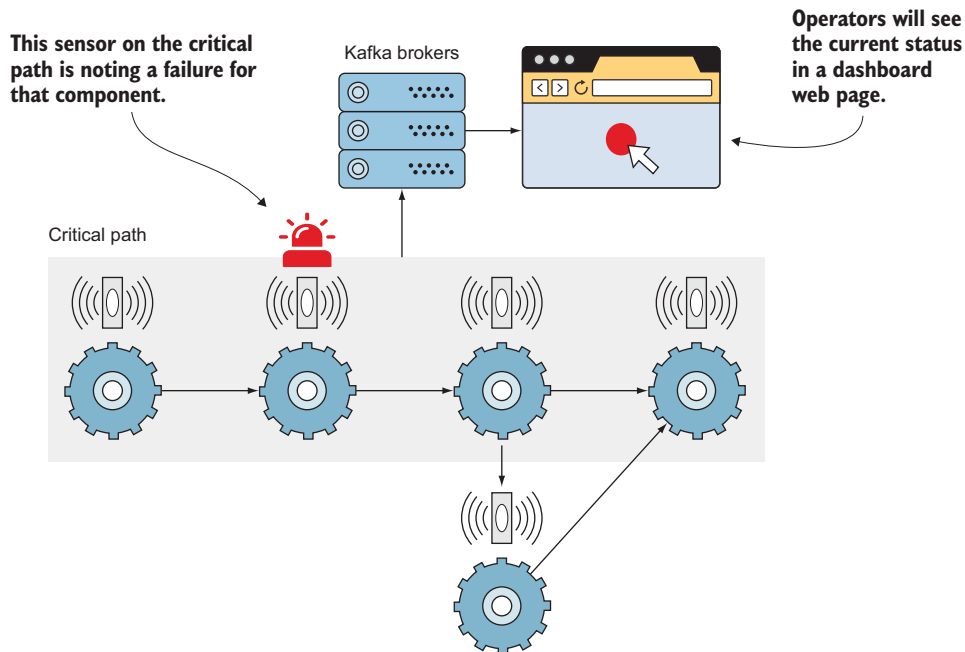 This sensor on the critical
path is noting a failure for
that component.
Kafka brokers
Operators will see
the current status
in a dashboard
web page.
Critical path